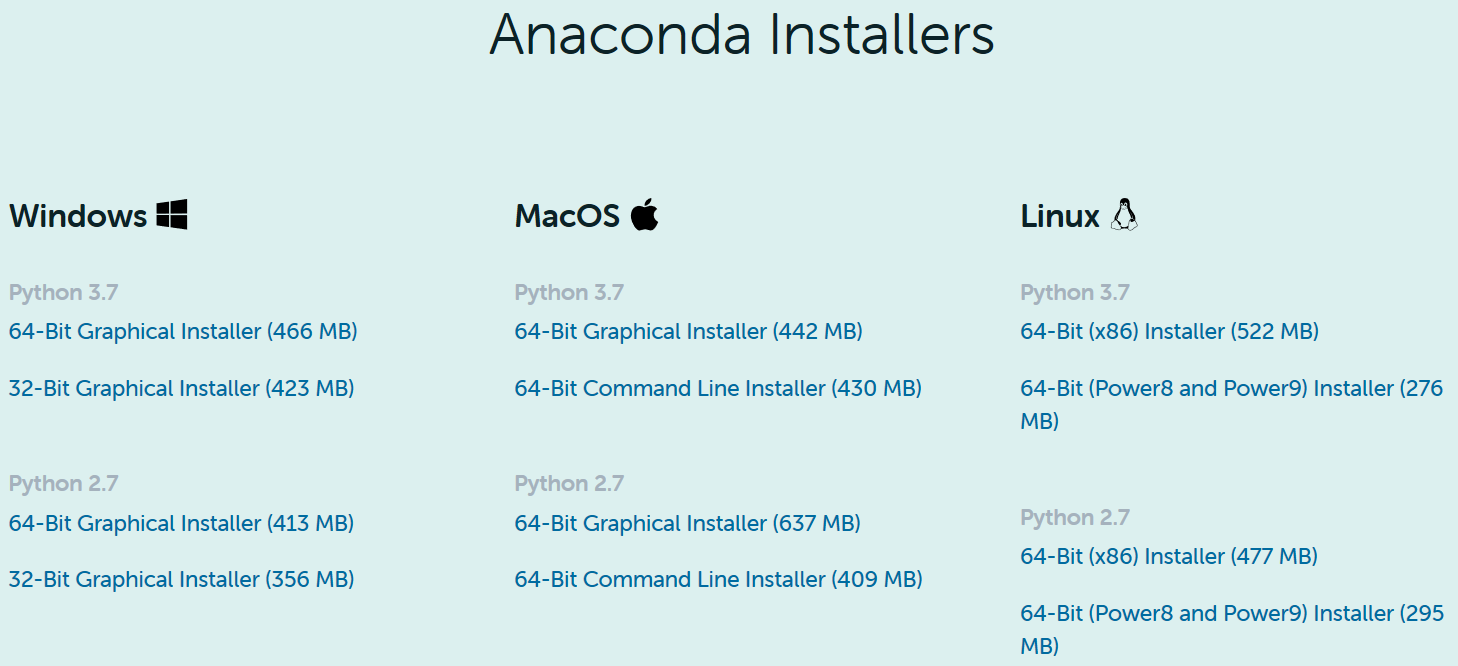 Anaconda Installers
Windows
Python 3.7
64-Bit Graphical Installer (466 MB)
32-Bit Graphical Installer (423 MB)
Python 2.7
64-Bit Graphical Installer (413 MB)
32-Bit Graphical Installer (356 MB)
MacOS
Python 3.7
64-Bit Graphical Installer (442 MB)
64-Bit Command Line Installer (430 MB)
Python 2.7
64-Bit Graphical Installer (637 MB)
64-Bit Command Line Installer (409 MB)
Linux
Python 3.7
64-Bit (x86) Installer (522 MB)
64-Bit (Power8 and Power9) Installer (276
MB)
Python 2.7
64-Bit (x86) Installer (477 MB)
64-Bit (Power8 and Power9) Installer (295
MB)